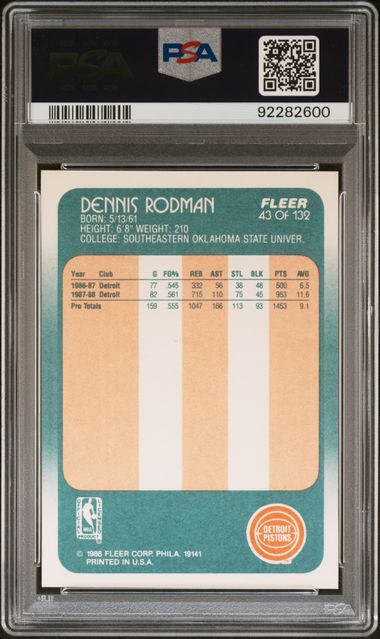 PSA
PSA
92282600
DENNIS RODMAN
BORN: 5/13/61
HEIGHT: 6'8" WEIGHT: 210
COLLEGE: SOUTHEASTERN OKLAHOMA STATE UNIVER.
FLEER
43 OF 132
Year Club G FG% REB AST STL BLK PTS AVG
1986-87 Detroit 77 .545 332 56 38 48 500 6.5
1987-88 Detroit 82 .561 715 110 75 45 953 11.6
Pro Totals 159 .555 1047 166 113 93 1453 9.1
NBA
PRODUCT
DETROIT
PISTONS
© 1988 FLEER CORP. PHILA. 19141
PRINTED IN U.S.A.